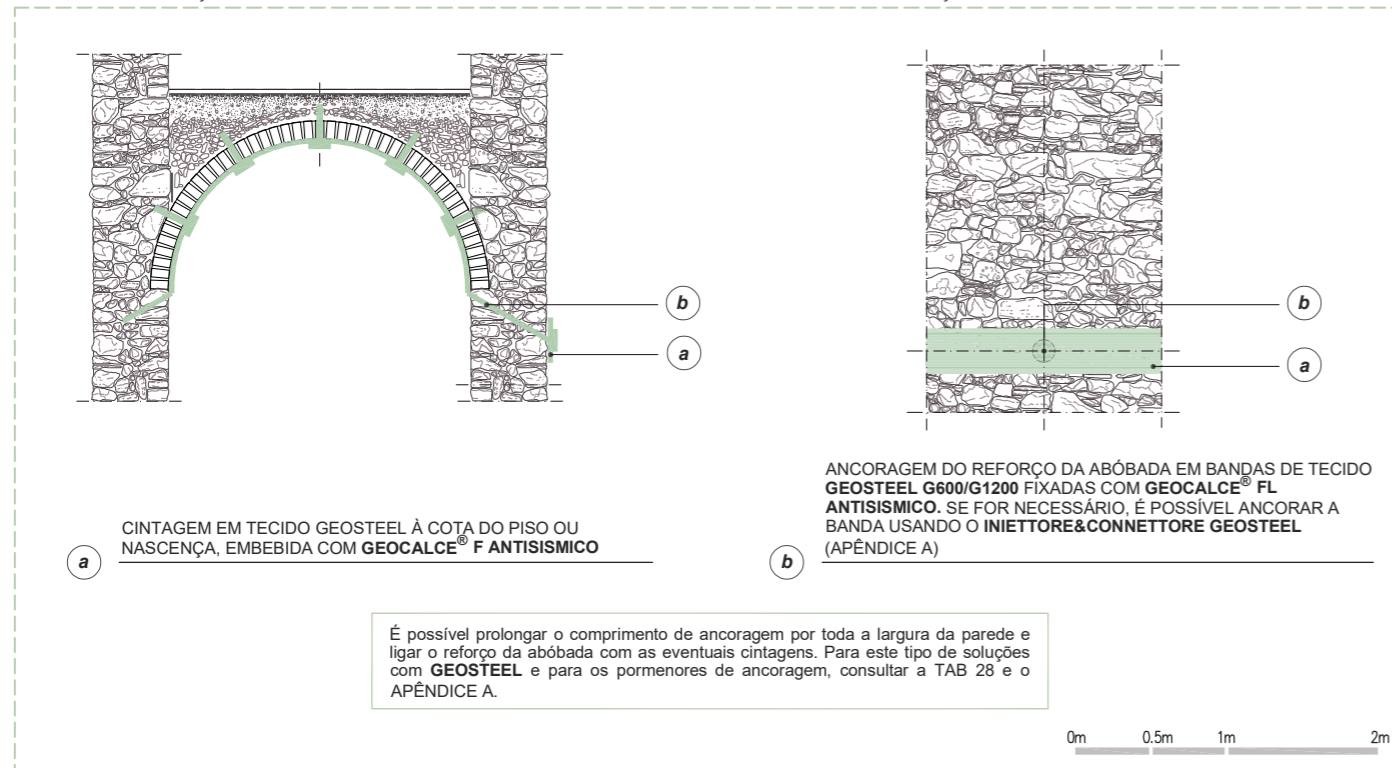 b
a
b
a
a
CINTAGEM EM TECIDO GEOSTEEL À COTA DO PISO OU
NASCENÇA, EMBEBIDA COM GEOCALCE® F ANTISISMICO
b
ANCORAGEM DO REFORÇO DA ABÓBADA EM BANDAS DE TECIDO
GEOSTEEL G600/G1200 FIXADAS COM GEOCALCE® FL
ANTISISMICO. SE FOR NECESSÁRIO, É POSSÍVEL ANCORAR A
BANDA USANDO O INIETTORE&CONNETTORE GEOSTEEL
(APÊNDICE A)
É possível prolongar o comprimento de ancoragem por toda a largura da parede e
ligar o reforço da abóbada com as eventuais cintagens. Para este tipo de soluções
com GEOSTEEL e para os pormenores de ancoragem, consultar a TAB 28 e o
APÊNDICE A.
0m 0.5m 1m 2m